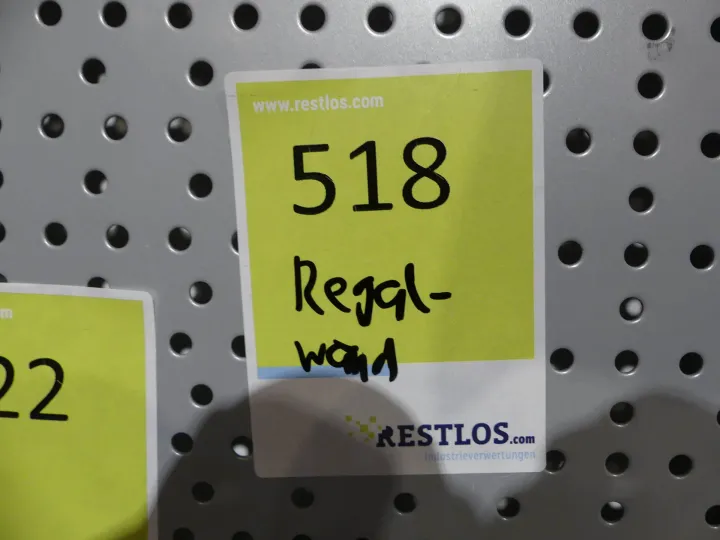 www.restlos.com
518
Regal-
wand
RESTLOS.com
Industrieverwertungen
m
22